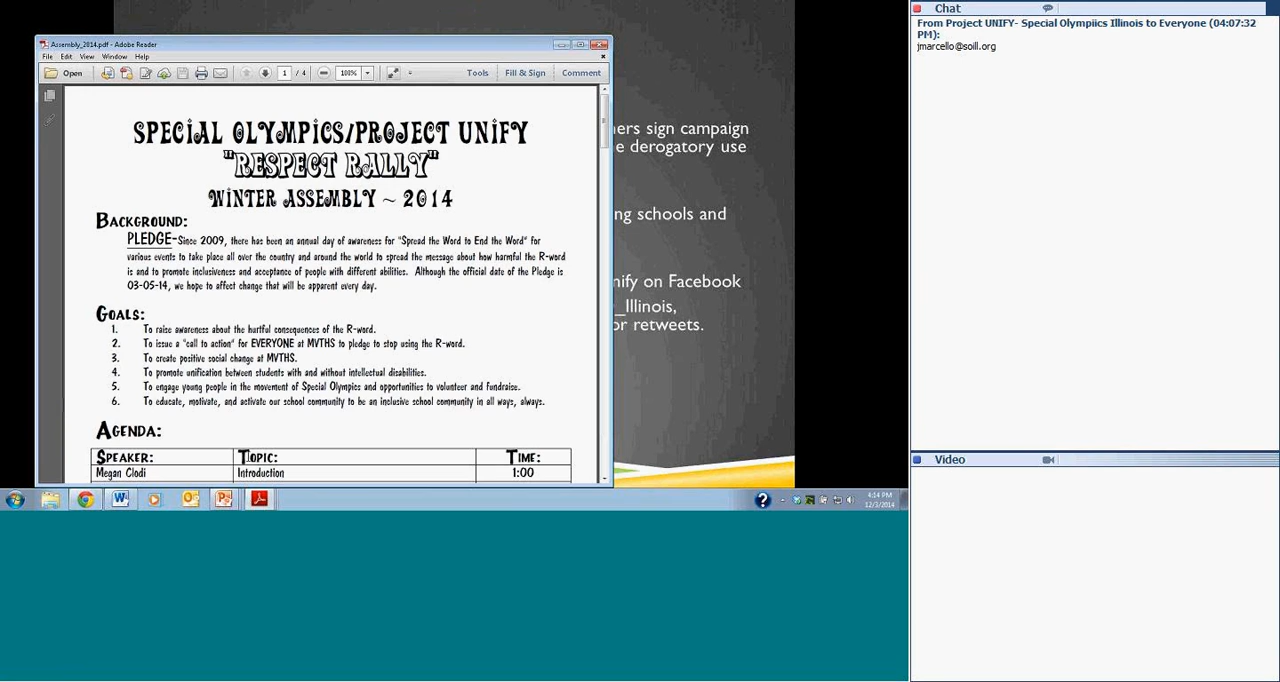 Assembly_2014.pdf - Adobe Reader
File Edit View Window Help
Open 1 / 4 100% Tools Fill & Sign Comment
SPECIAL OLYMPICS/PROJECT UNIFY
"RESPECT RALLY"
WINTER ASSEMBLY ~ 2014
BACKGROUND:
PLEDGE-Since 2009, there has been an annual day of awareness for "Spread the Word to End the Word" for
various events to take place all over the country and around the world to spread the message about how harmful the R-word
is and to promote inclusiveness and acceptance of people with different abilities. Although the official date of the Pledge is
03-05-14, we hope to affect change that will be apparent every day.
GOALS:
1. To raise awareness about the hurtful consequences of the R-word.
2. To issue a "call to action" for EVERYONE at MVTHS to pledge to stop using the R-word.
3. To create positive social change at MVTHS.
4. To promote unification between students with and without intellectual disabilities.
5. To engage young people in the movement of Special Olympics and opportunities to volunteer and fundraise.
6. To educate, motivate, and activate our school community to be an inclusive school community in all ways, always.
AGENDA:
SPEAKER: TOPIC: TIME:
Megan Clodi Introduction 1:00
ers sign campaign
e derogatory use
ng schools and
nify on Facebook
_Illinois,
or retweets.
4:14 PM
12/3/2014
Chat
From Project UNIFY- Special Olympiics Illinois to Everyone (04:07:32
PM):
jmarcello@soill.org
Video